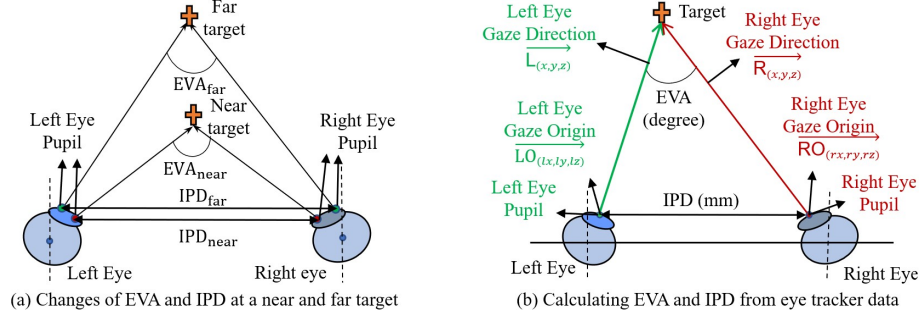 Far
target
EVA_far
Near
target
Left Eye
Pupil
Right Eye
Pupil
EVA_near
IPD_far
IPD_near
Left Eye
Right eye
(a) Changes of EVA and IPD at a near and far target
Left Eye
Gaze Direction
L(x,y,z)
Target
Right Eye
Gaze Direction
R(x,y,z)
EVA
(degree)
Left Eye
Gaze Origin
LO(lx,ly,lz)
Right Eye
Gaze Origin
RO(rx,ry,rz)
Left Eye
Pupil
IPD (mm)
Right Eye
Pupil
Left Eye
Right Eye
(b) Calculating EVA and IPD from eye tracker data